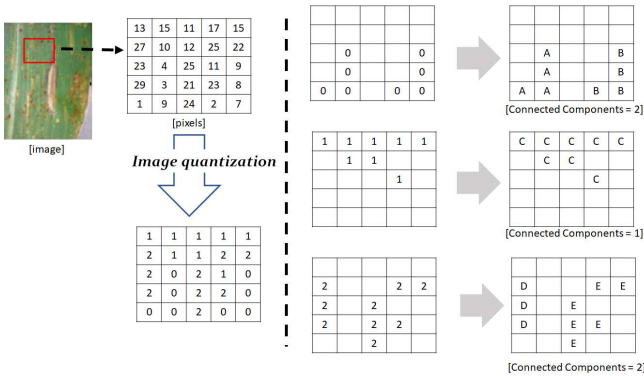 13 15 11 17 15
27 10 12 25 22
23 4 25 11 9
29 3 21 23 8
1 9 24 2 7
[pixels]
[image]
Image quantization
1 1 1 1 1
2 1 1 2 2
2 0 2 1 0
2 0 2 2 0
0 0 2 0 0
0 0
0 0
0 0 0 0
A B
A B
A A B B
[Connected Components = 2]
1 1 1 1 1
1 1
1
C C C C C
C C
C
[Connected Components = 1]
2 2 2
2 2
2 2 2
2
D E E
D E
D E E
E
[Connected Components = 2]